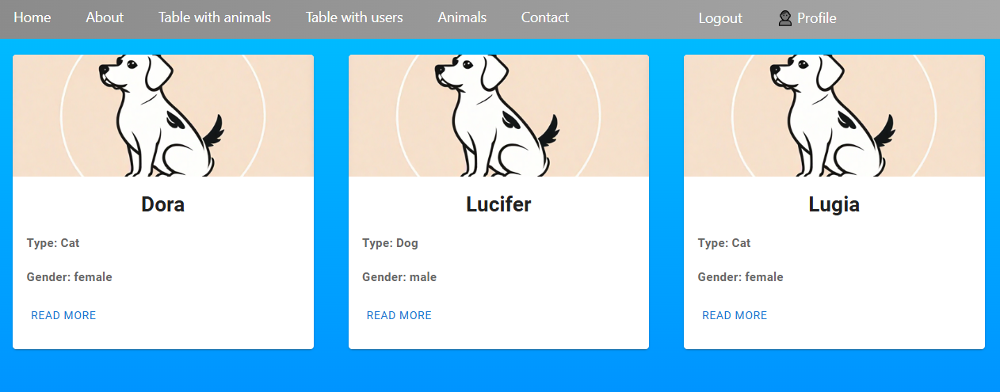 Home About Table with animals Table with users Animals Contact Logout Profile
Dora
Type: Cat
Gender: female
READ MORE
Lucifer
Type: Dog
Gender: male
READ MORE
Lugia
Type: Cat
Gender: female
READ MORE